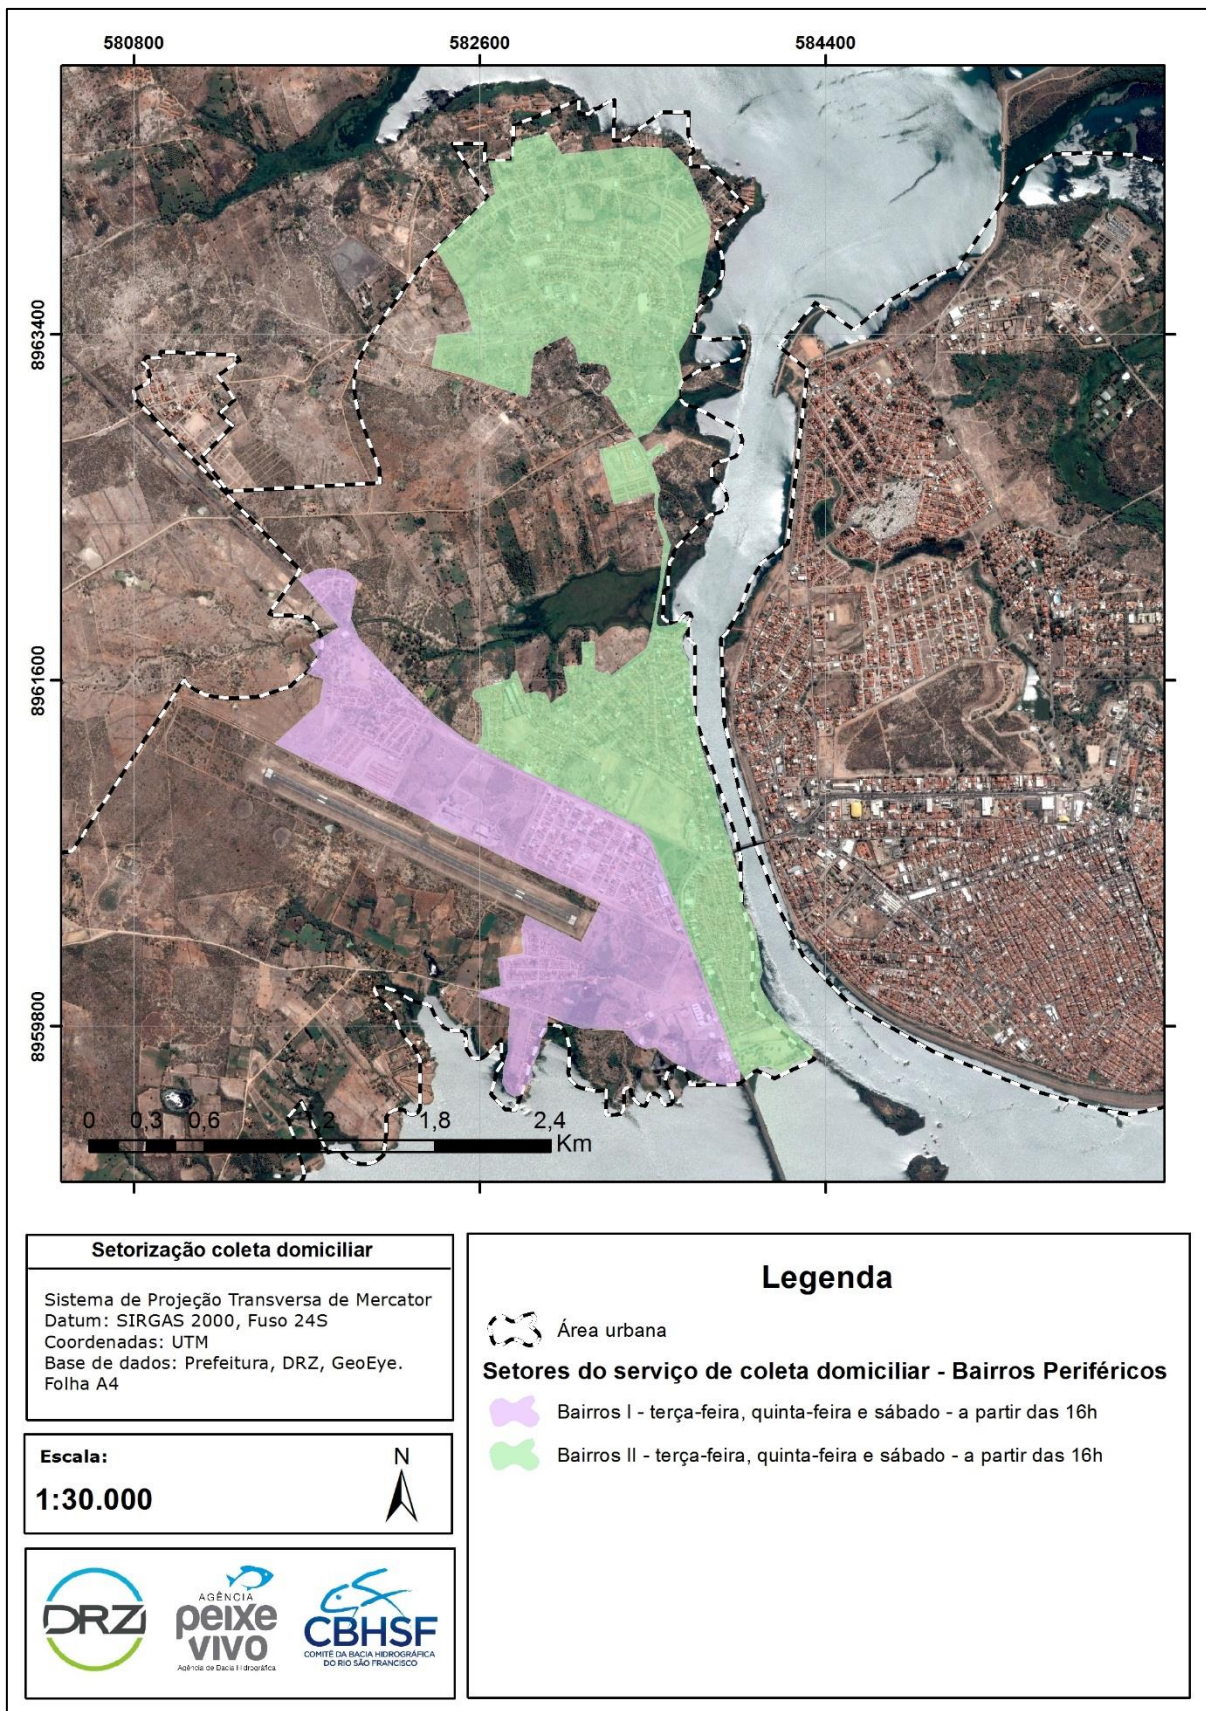 580800 582600 584400
8963400
8961600
8959800
0 0,3 0,6 1,2 1,8 2,4
Km
Setorização coleta domiciliar
Sistema de Projeção Transversa de Mercator
Datum: SIRGAS 2000, Fuso 24S
Coordenadas: UTM
Base de dados: Prefeitura, DRZ, GeoEye.
Folha A4
Escala:
1:30.000
N
DRZ
AGÊNCIA
peixe
vivo
Agência de Bacia Hidrográfica
CBHSF
COMITÊ DA BACIA HIDROGRÁFICA
DO RIO SÃO FRANCISCO
Legenda
Área urbana
Setores do serviço de coleta domiciliar - Bairros Periféricos
Bairros I - terça-feira, quinta-feira e sábado - a partir das 16h
Bairros II - terça-feira, quinta-feira e sábado - a partir das 16h